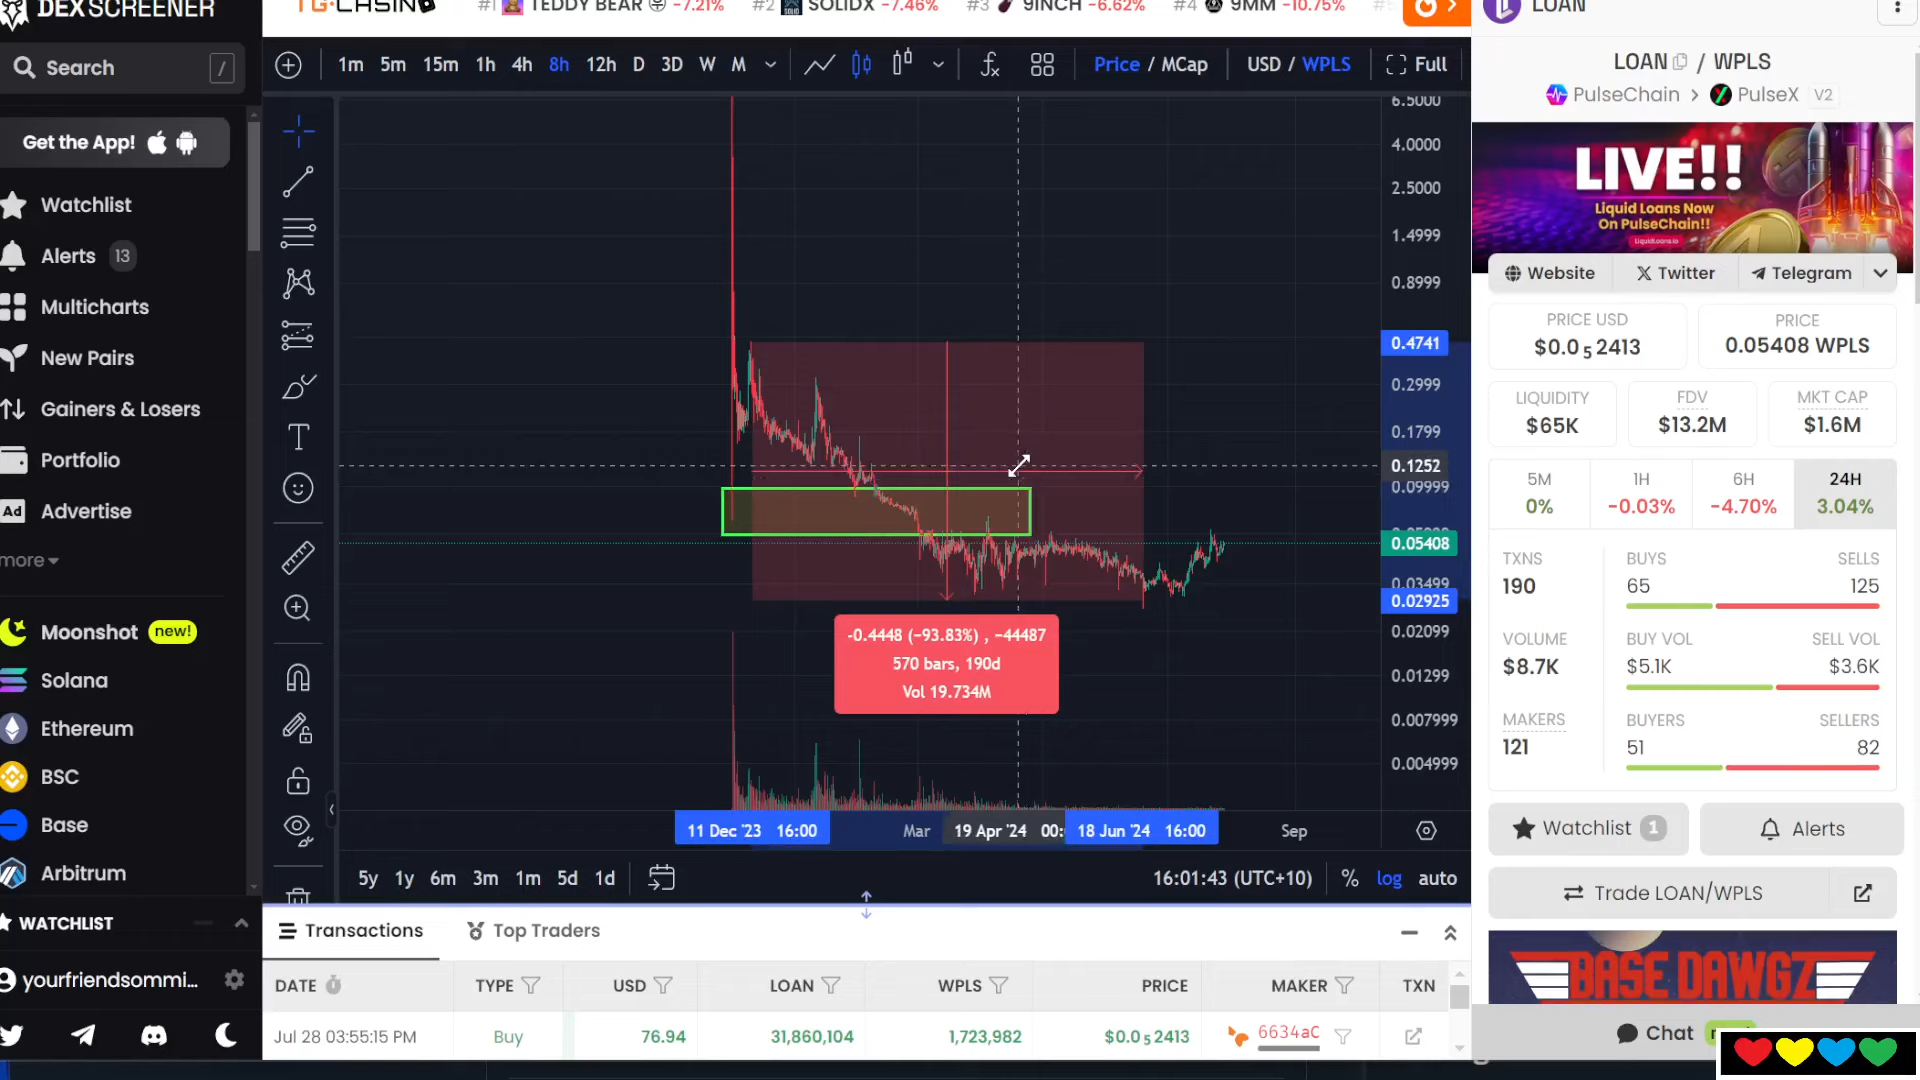 DEX SCREENER
Search
/
Get the App!
Watchlist
Alerts 13
Multicharts
New Pairs
Gainers & Losers
Portfolio
Ad Advertise
more
Moonshot new!
Solana
Ethereum
BSC
Base
Arbitrum
WATCHLIST
yourfriendsommi...
TG.CASINO
#1 TEDDY BEAR -7.21% #2 SOLIDX -7.46% #3 9INCH -6.62% #4 9MM -10.75%
1m 5m 15m 1h 4h 8h 12h D 3D W M
Price / MCap USD / WPLS Full
6.5000
4.0000
2.5000
1.4999
0.8999
0.4741
0.2999
0.1799
0.1252
0.09999
0.05408
0.03499
0.02925
0.02099
0.01299
0.007999
0.004999
-0.4448 (-93.83%) , -44487
570 bars, 190d
Vol 19.734M
11 Dec '23 16:00 Mar 19 Apr '24 00: 18 Jun '24 16:00 Sep
5y 1y 6m 3m 1m 5d 1d
16:01:43 (UTC+10) % log auto
Transactions Top Traders
DATE TYPE USD LOAN WPLS PRICE MAKER TXN
Jul 28 03:55:15 PM Buy 76.94 31,860,104 1,723,982 $0.0₅2413 6634aC
LOAN
LOAN / WPLS
PulseChain > PulseX V2
LIVE!!
Liquid Loans Now
On PulseChain!!
LiquidLoans.io
Website Twitter Telegram
PRICE USD
$0.0₅2413
PRICE
0.05408 WPLS
LIQUIDITY
$65K
FDV
$13.2M
MKT CAP
$1.6M
5M 1H 6H 24H
0% -0.03% -4.70% 3.04%
TXNS BUYS SELLS
190 65 125
VOLUME BUY VOL SELL VOL
$8.7K $5.1K $3.6K
MAKERS BUYERS SELLERS
121 51 82
Watchlist 1
Alerts
Trade LOAN/WPLS
BASE DAWGZ
Chat